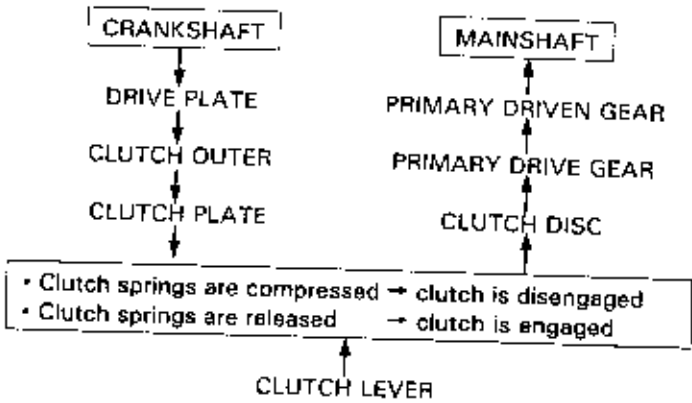 CRANKSHAFT
DRIVE PLATE
CLUTCH OUTER
CLUTCH PLATE
MAINSHAFT
PRIMARY DRIVEN GEAR
PRIMARY DRIVE GEAR
CLUTCH DISC
• Clutch springs are compressed → clutch is disengaged
• Clutch springs are released → clutch is engaged
CLUTCH LEVER